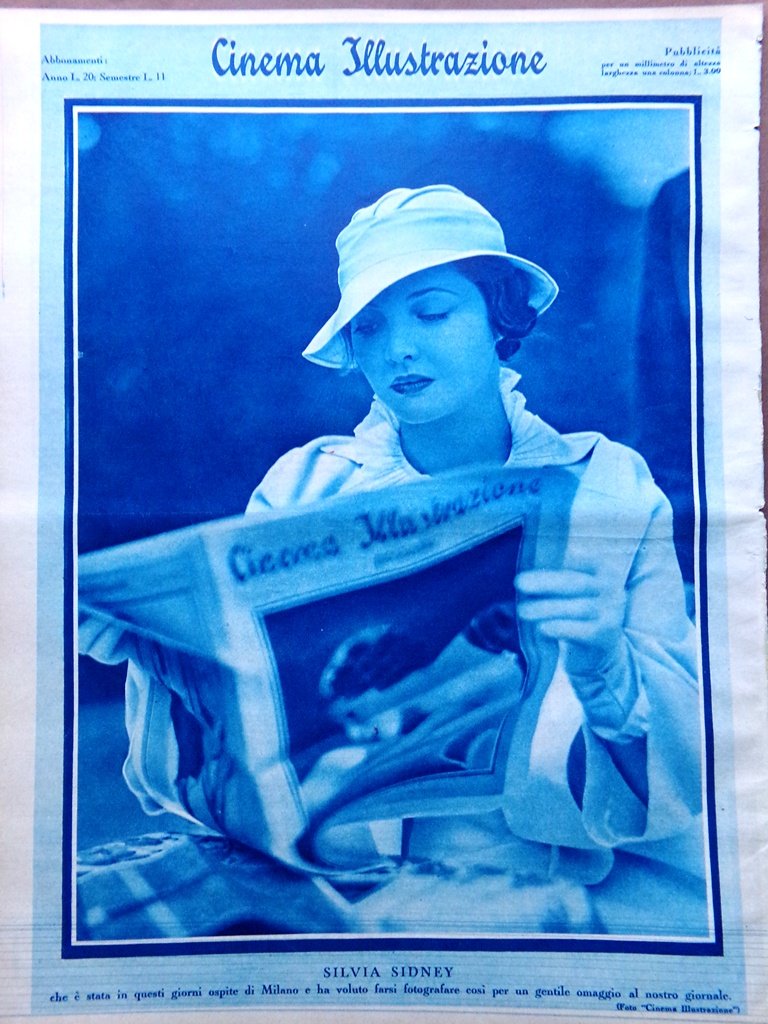 Abbonamenti:
Anno L. 20; Semestre L. 11
Cinema Illustrazione
Pubblicità
per un millimetro di altezza
larghezza una colonna; L. 3.00
Cinema Illustrazione
SILVIA SIDNEY
che è stata in questi giorni ospite di Milano e ha voluto farsi fotografare così per un gentile omaggio al nostro giornale.
(Foto "Cinema Illustrazione")